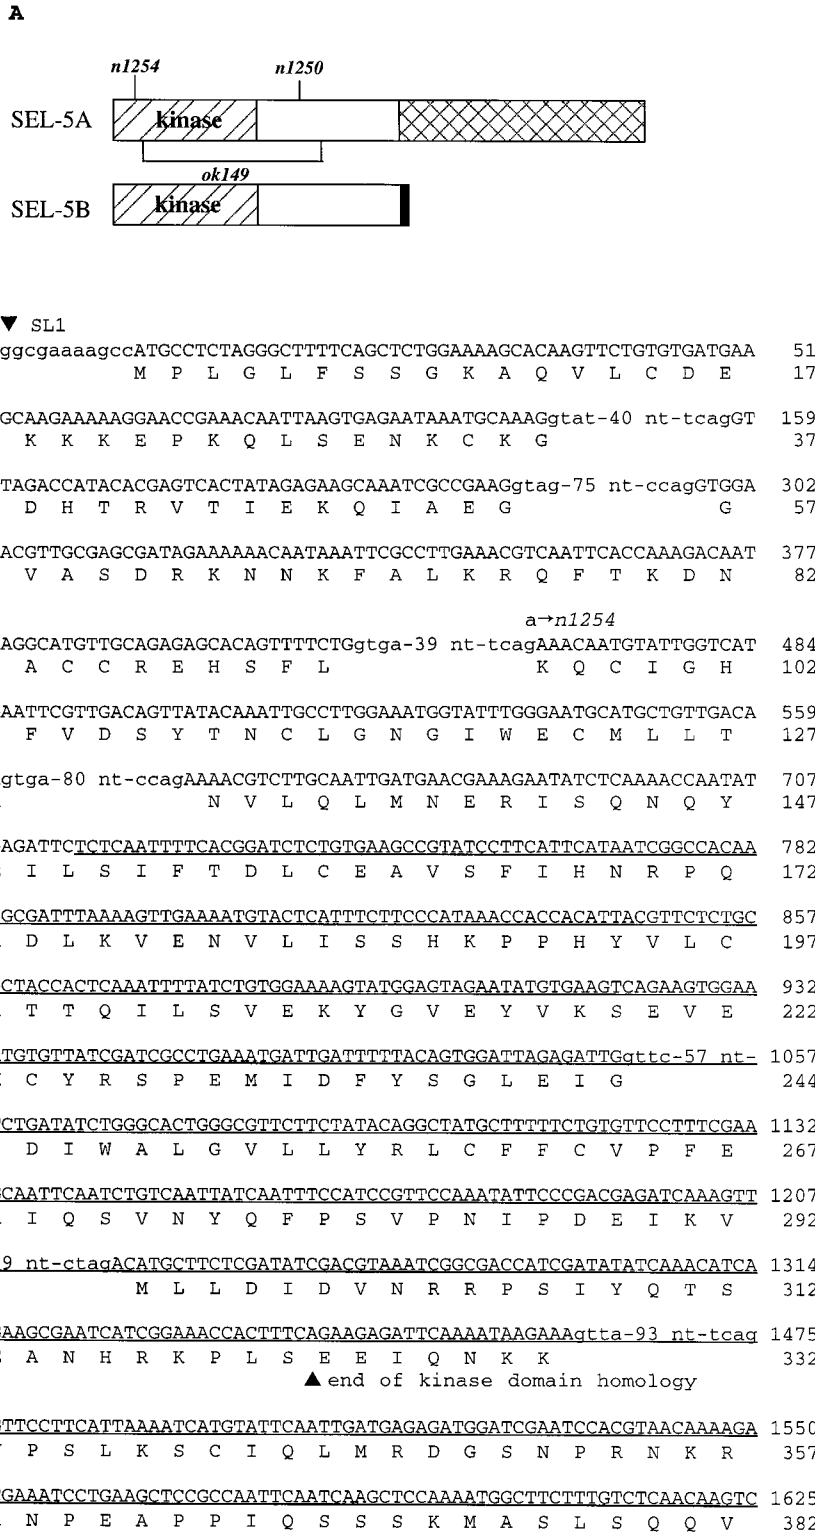 A
n1254 n1250
SEL-5A kinase
ok149
SEL-5B kinase
▼ SL1
ggcgaaaagccATGCCTCTAGGGCTTTTCAGCTCTGGAAAAGCACAAGTTCTGTGTGATGAA 51
M P L G L F S S G K A Q V L C D E 17
GCAAGAAAAAGGAACCGAAACAATTAAGTGAGAATAAATGCAAAGgtat-40 nt-tcagGT 159
K K K E P K Q L S E N K C K G 37
TAGACCATACACGAGTCACTATAGAGAAGCAAATCGCCGAAGgtag-75 nt-ccagGTGGA 302
D H T R V T I E K Q I A E G G 57
ACGTTGCGAGCGATAGAAAAAACAATAAATTCGCCTTGAAACGTCAATTCACCAAAGACAAT 377
V A S D R K N N K F A L K R Q F T K D N 82
a→n1254
AGGCATGTTGCAGAGAGCACAGTTTTCTGgtga-39 nt-tcagAAACAATGTATTGGTCAT 484
A C C R E H S F L K Q C I G H 102
AATTCGTTGACAGTTATACAAATTGCCTTGGAAATGGTATTTGGGAATGCATGCTGTTGACA 559
F V D S Y T N C L G N G I W E C M L L T 127
gtga-80 nt-ccagAAAACGTCTTGCAATTGATGAACGAAAGAATATCTCAAAACCAATAT 707
N V L Q L M N E R I S Q N Q Y 147
AGATTCTCTCAATTTTCACGGATCTCTGTGAAGCCGTATCCTTCATTCATAATCGGCCACAA 782
I L S I F T D L C E A V S F I H N R P Q 172
GCGATTTAAAAGTTGAAAATGTACTCATTTCTTCCCATAAACCACCACATTACGTTCTCTGC 857
D L K V E N V L I S S H K P P H Y V L C 197
CTACCACTCAAATTTTATCTGTGGAAAAGTATGGAGTAGAATATGTGAAGTCAGAAGTGGAA 932
T T Q I L S V E K Y G V E Y V K S E V E 222
TGTGTTATCGATCGCCTGAAATGATTGATTTTTACAGTGGATTAGAGATTGgttc-57 nt- 1057
C Y R S P E M I D F Y S G L E I G 244
CTGATATCTGGGCACTGGGCGTTCTTCTATACAGGCTATGCTTTTTCTGTGTTCCTTTCGAA 1132
D I W A L G V L L Y R L C F F C V P F E 267
CAATTCAATCTGTCAATTATCAATTTCCATCCGTTCCAAATATTCCCGACGAGATCAAAGTT 1207
I Q S V N Y Q F P S V P N I P D E I K V 292
9 nt-ctagACATGCTTCTCGATATCGACGTAAATCGGCGACCATCGATATATCAAACATCA 1314
M L L D I D V N R R P S I Y Q T S 312
AAGCGAATCATCGGAAACCACTTTCAGAAGAGATTCAAAATAAGAAAgtta-93 nt-tcag 1475
A N H R K P L S E E I Q N K K 332
▲ end of kinase domain homology
TTCCTTCATTAAAATCATGTATTCAATTGATGAGAGATGGATCGAATCCACGTAACAAAAGA 1550
P S L K S C I Q L M R D G S N P R N K R 357
GAAATCCTGAAGCTCCGCCAATTCAATCAAGCTCCAAAATGGCTTCTTTGTCTCAACAAGTC 1625
N P E A P P I Q S S S K M A S L S Q Q V 382